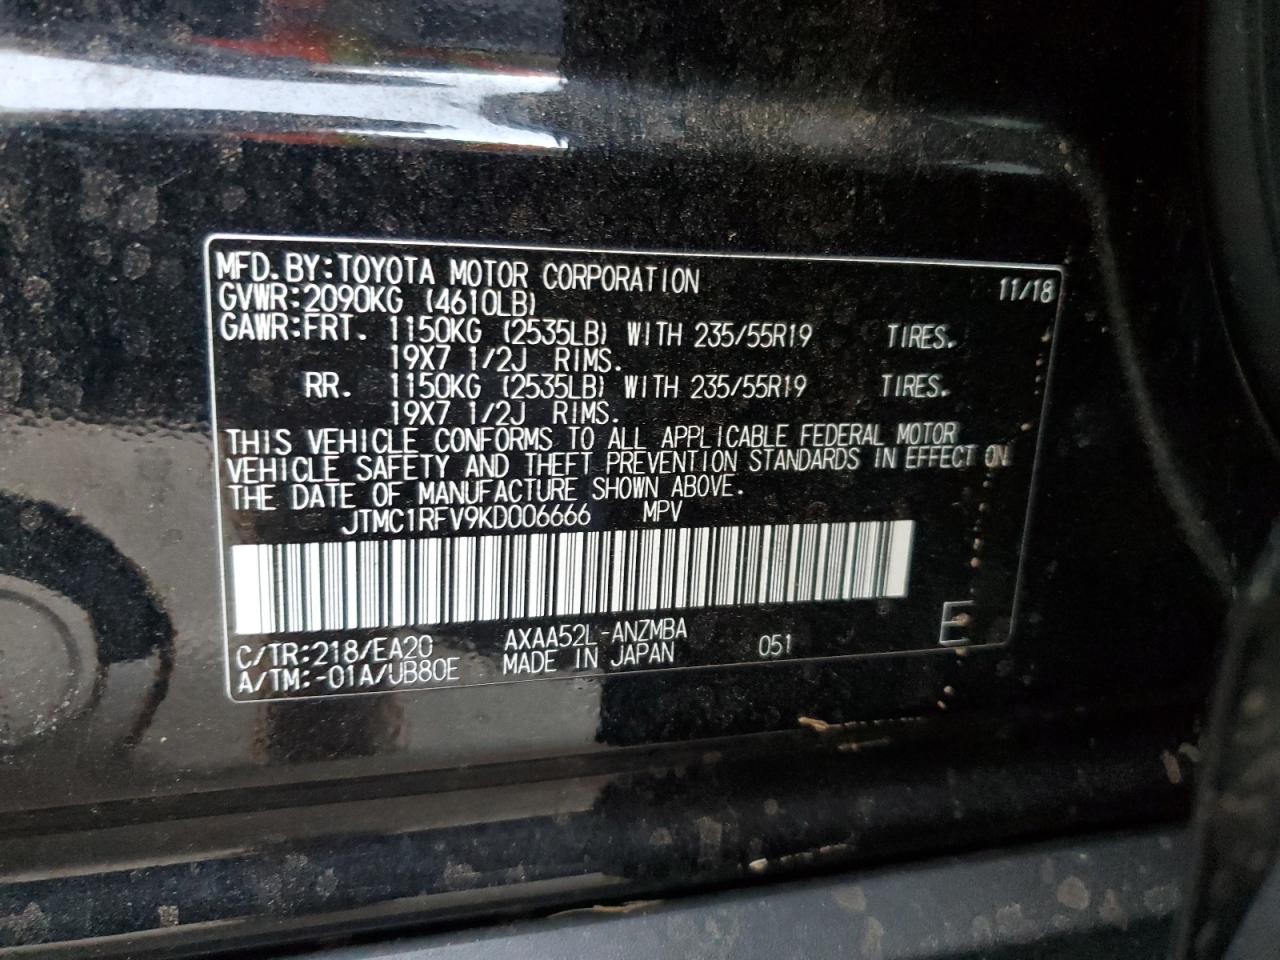 MFD.BY:TOYOTA MOTOR CORPORATION 11/18
GVWR:2090KG (4610LB)
GAWR:FRT. 1150KG (2535LB) WITH 235/55R19 TIRES.
19X7 1/2J RIMS.
RR. 1150KG (2535LB) WITH 235/55R19 TIRES.
19X7 1/2J RIMS.
THIS VEHICLE CONFORMS TO ALL APPLICABLE FEDERAL MOTOR
VEHICLE SAFETY AND THEFT PREVENTION STANDARDS IN EFFECT ON
THE DATE OF MANUFACTURE SHOWN ABOVE.
JTMC1RFV9KD006666 MPV
C/TR:218/EA20 AXAA52L-ANZMBA 051 E
A/TM:-01A/UB80E MADE IN JAPAN